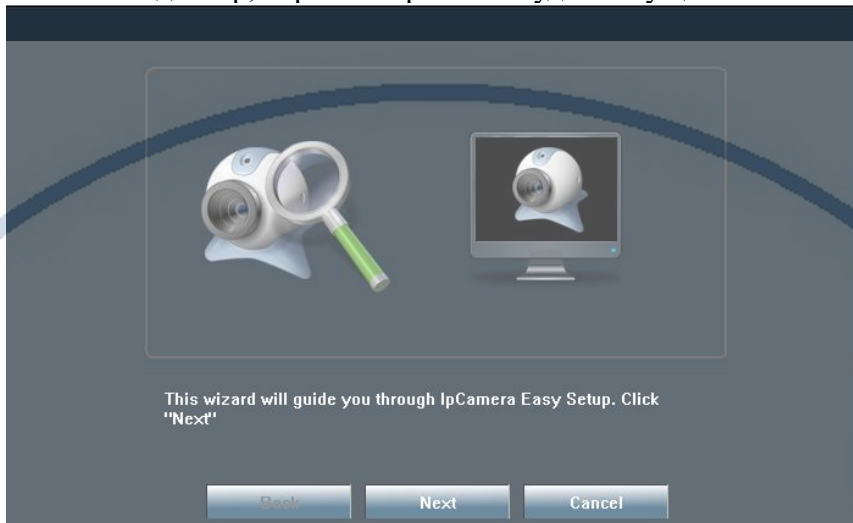 This wizard will guide you through IpCamera Easy Setup. Click
"Next"
Back
Next
Cancel